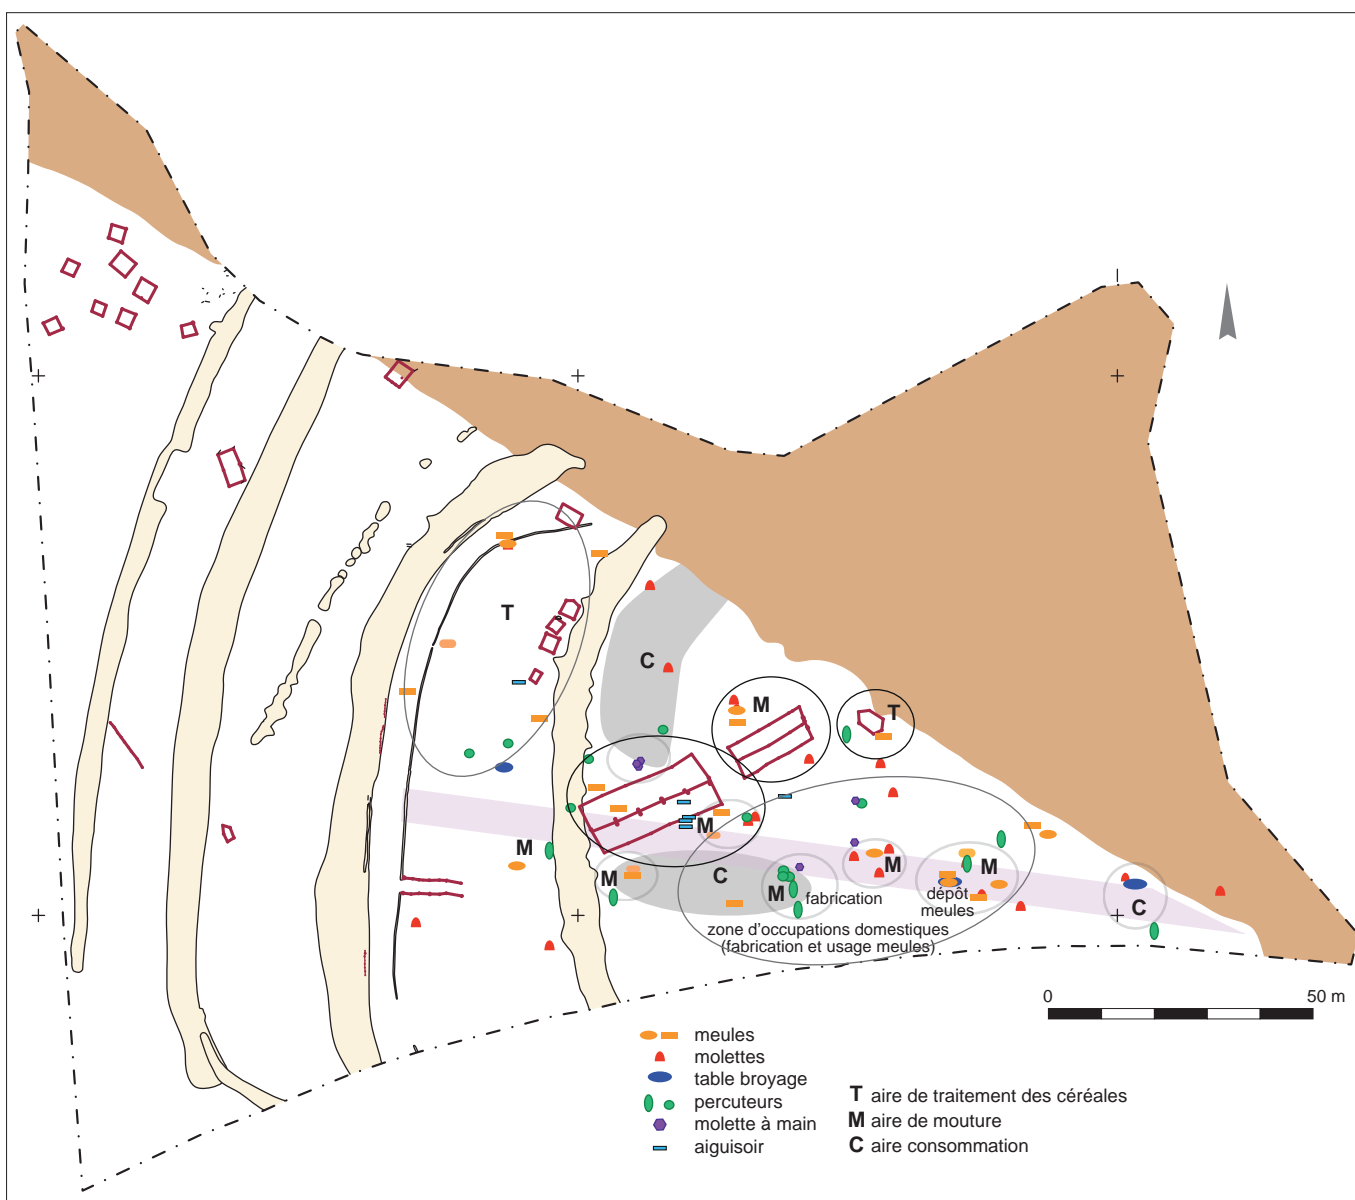 T
C
M
T
M
M
M
C
M
fabrication
M
dépôt
meules
M
C
zone d'occupations domestiques
(fabrication et usage meules)
0
50 m
meules
molettes
table broyage
percuteurs
molette à main
aiguisoir
T aire de traitement des céréales
M aire de mouture
C aire consommation